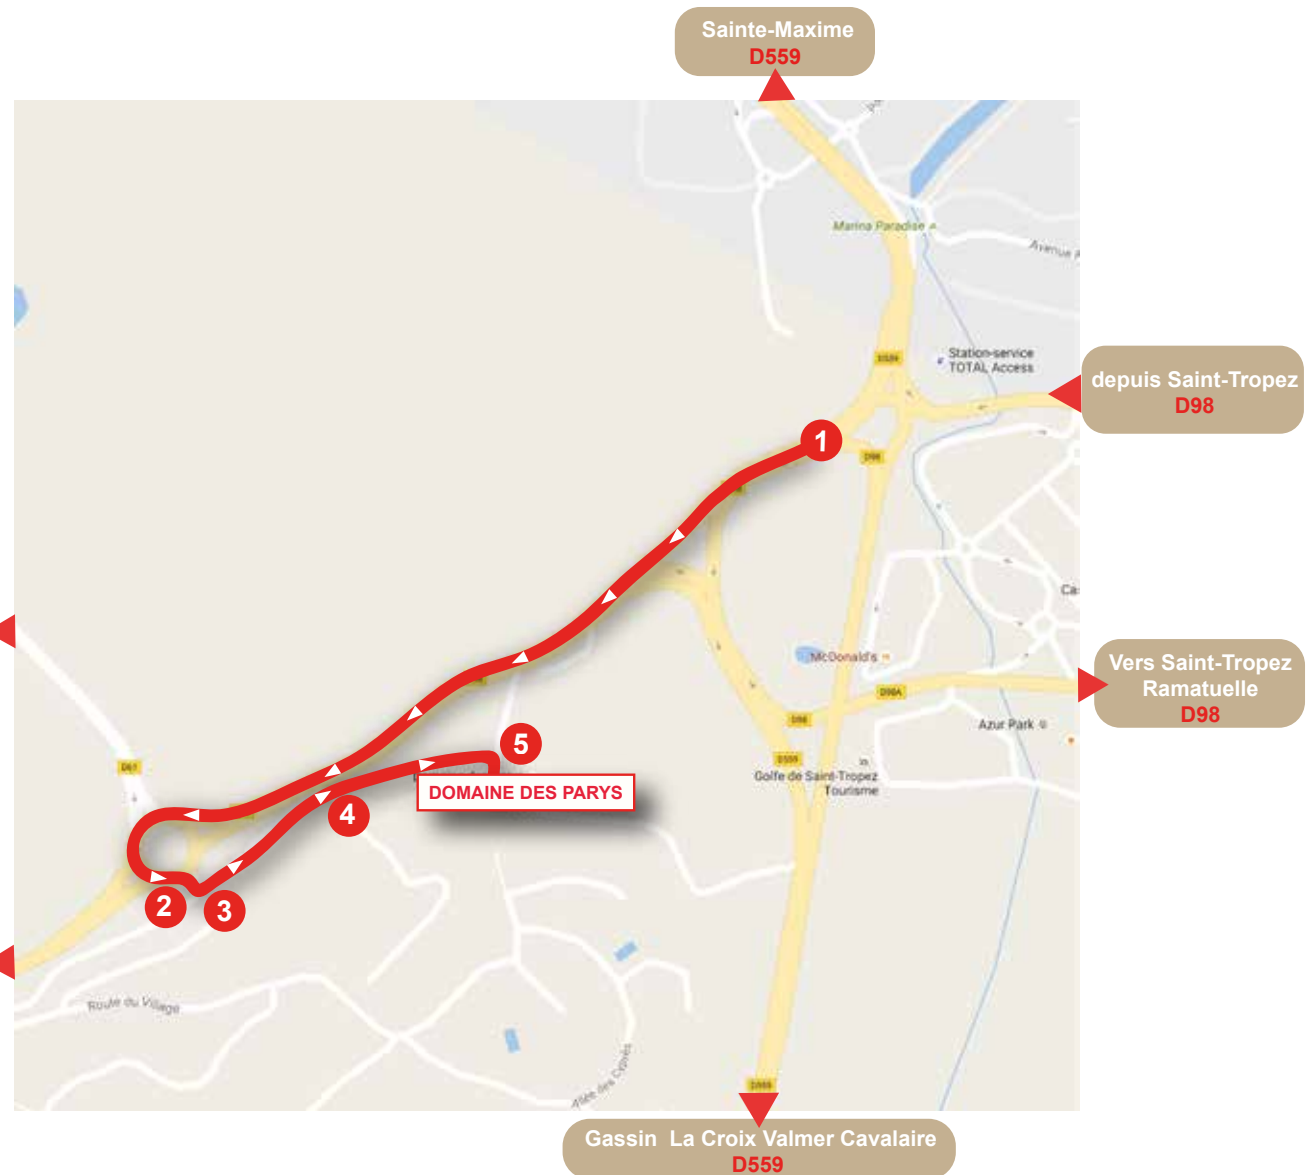 Sainte-Maxime
D559
Marina Paradise
Avenue
D559
Station-service
TOTAL Access
depuis Saint-Tropez
D98
1
D98
McDonald's
D98A
Vers Saint-Tropez
Ramatuelle
D98
D98
Azur Park
D559
Golfe de Saint-Tropez
Tourisme
D61
5
DOMAINE DES PARYS
4
2
3
Route du Village
Allée des Cyprès
D559
Gassin La Croix Valmer Cavalaire
D559